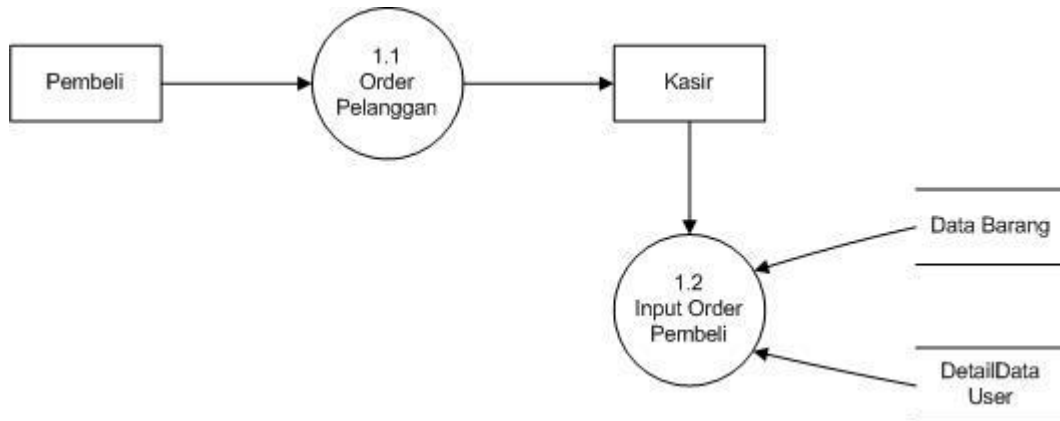 Pembeli
1.1
Order
Pelanggan
Kasir
Data Barang
1.2
Input Order
Pembeli
DetailData
User